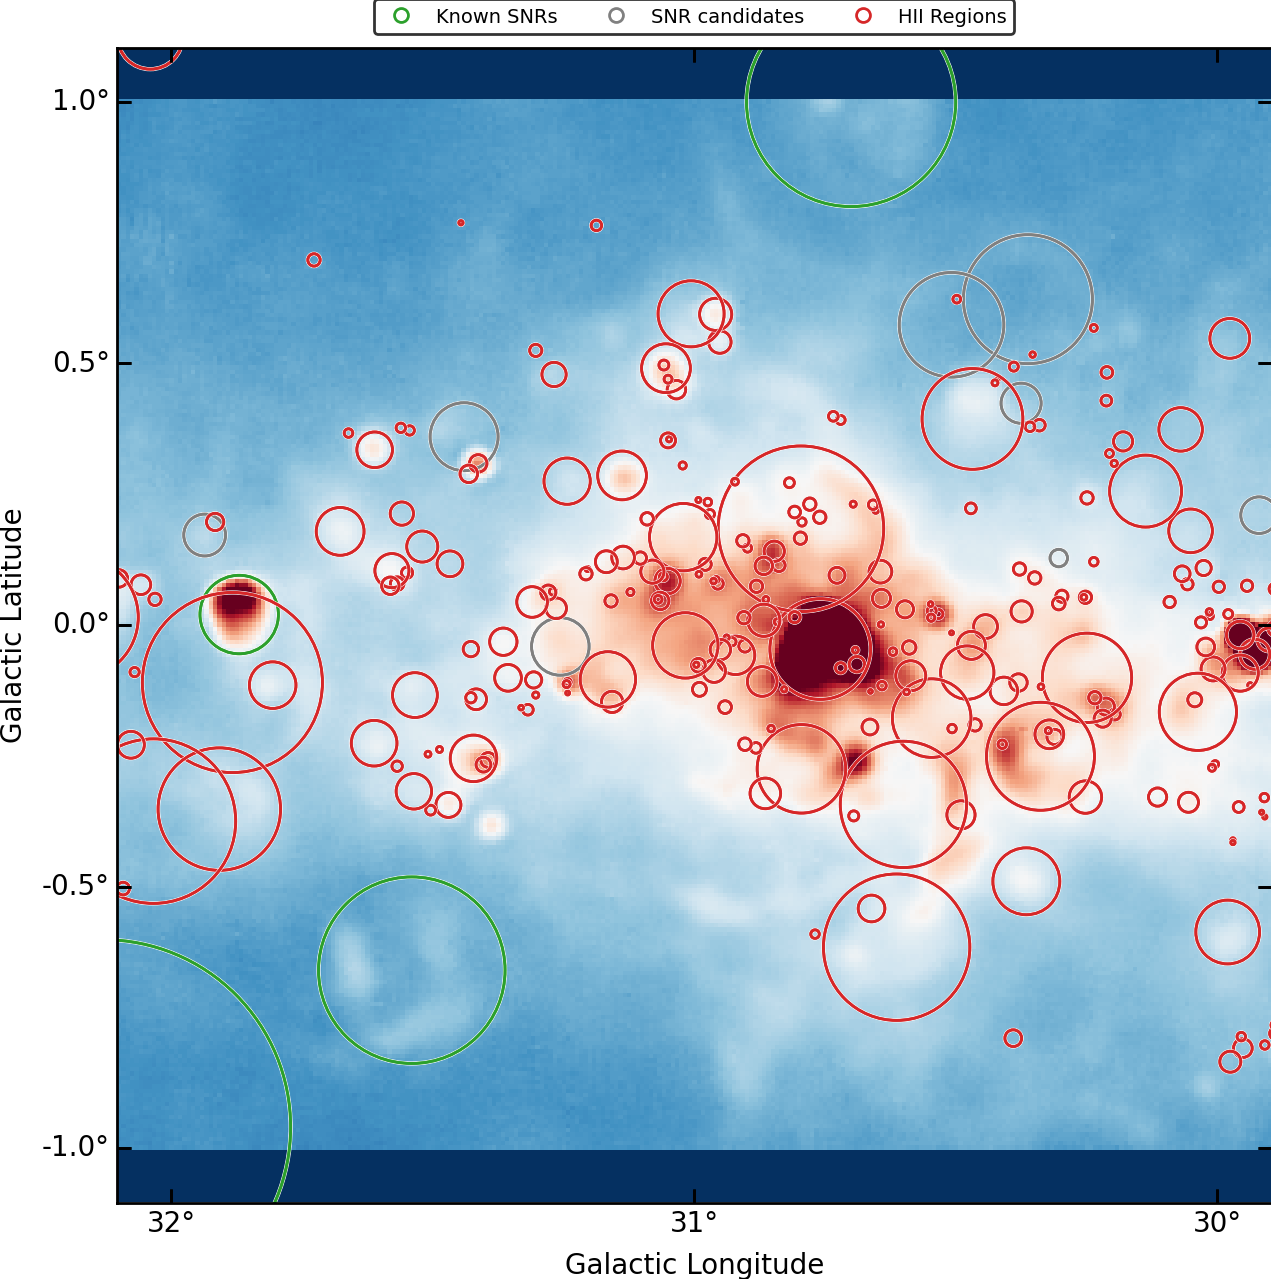 Known SNRs SNR candidates HII Regions
1.0°
0.5°
0.0°
-0.5°
-1.0°
Galactic Latitude
32° 31° 30°
Galactic Longitude